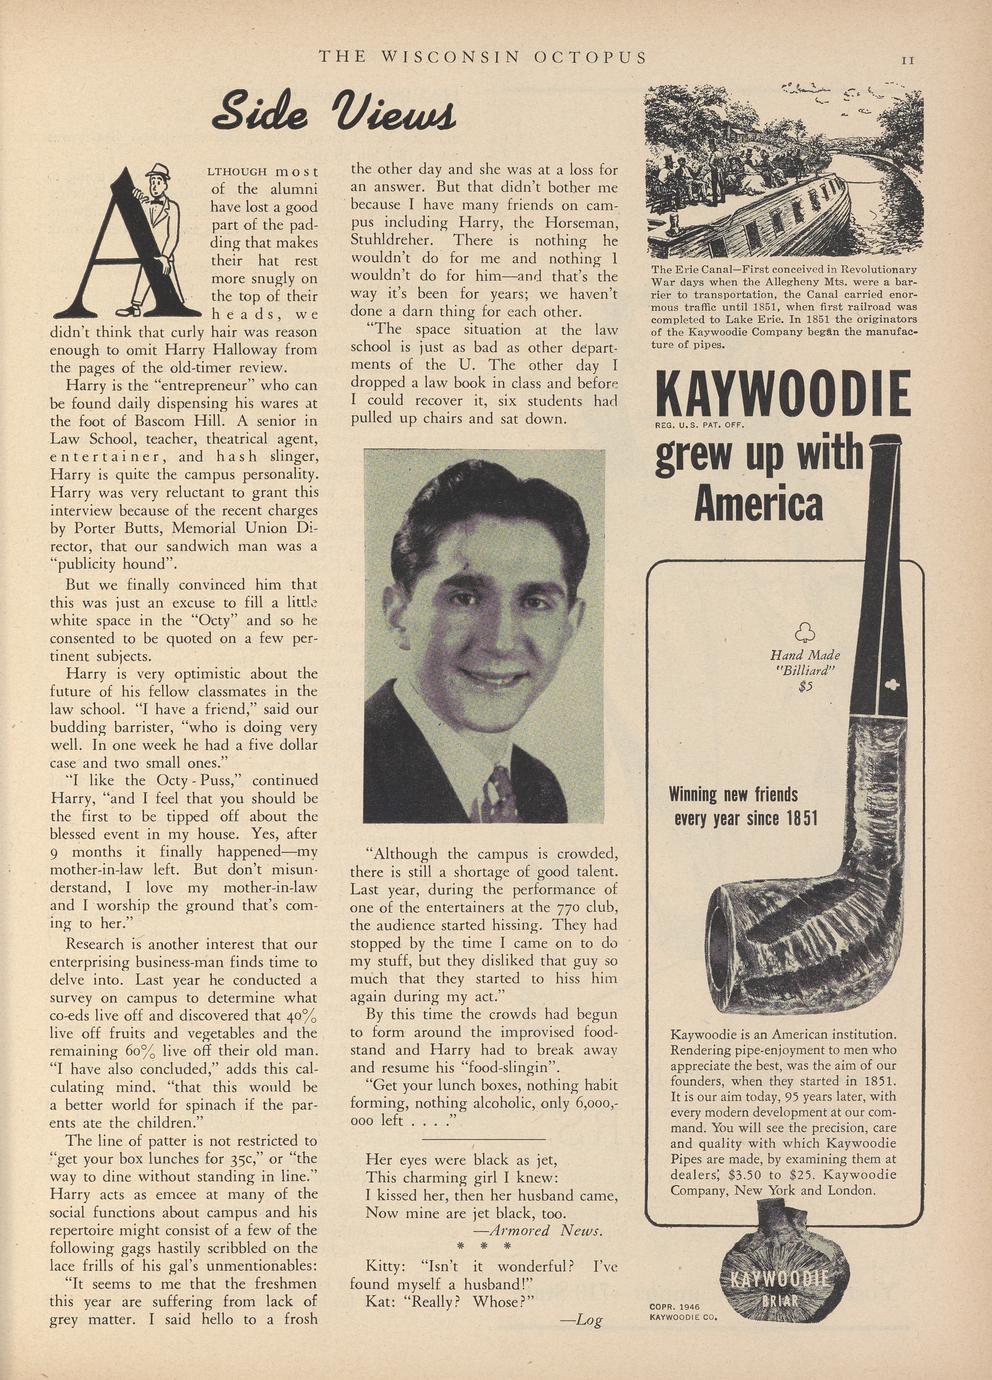 THE WISCONSIN OCTOPUS
11
Side Views
ALTHOUGH most
of the alumni
have lost a good
part of the pad-
ding that makes
their hat rest
more snugly on
the top of their
heads, we
didn't think that curly hair was reason
enough to omit Harry Halloway from
the pages of the old-timer review.
Harry is the "entrepreneur" who can
be found daily dispensing his wares at
the foot of Bascom Hill. A senior in
Law School, teacher, theatrical agent,
entertainer, and hash slinger,
Harry is quite the campus personality.
Harry was very reluctant to grant this
interview because of the recent charges
by Porter Butts, Memorial Union Di-
rector, that our sandwich man was a
"publicity hound".
But we finally convinced him that
this was just an excuse to fill a little
white space in the "Octy" and so he
consented to be quoted on a few per-
tinent subjects.
Harry is very optimistic about the
future of his fellow classmates in the
law school. "I have a friend," said our
budding barrister, "who is doing very
well. In one week he had a five dollar
case and two small ones."
"I like the Octy-Puss," continued
Harry, "and I feel that you should be
the first to be tipped off about the
blessed event in my house. Yes, after
9 months it finally happened—my
mother-in-law left. But don't misun-
derstand, I love my mother-in-law
and I worship the ground that's com-
ing to her."
Research is another interest that our
enterprising business-man finds time to
delve into. Last year he conducted a
survey on campus to determine what
co-eds live off and discovered that 40%
live off fruits and vegetables and the
remaining 60% live off their old man.
"I have also concluded," adds this cal-
culating mind. "that this would be
a better world for spinach if the par-
ents ate the children."
The line of patter is not restricted to
"get your box lunches for 35c," or "the
way to dine without standing in line."
Harry acts as emcee at many of the
social functions about campus and his
repertoire might consist of a few of the
following gags hastily scribbled on the
lace frills of his gal's unmentionables:
"It seems to me that the freshmen
this year are suffering from lack of
grey matter. I said hello to a frosh
the other day and she was at a loss for
an answer. But that didn't bother me
because I have many friends on cam-
pus including Harry, the Horseman,
Stuhldreher. There is nothing he
wouldn't do for me and nothing I
wouldn't do for him—and that's the
way it's been for years; we haven't
done a darn thing for each other.
"The space situation at the law
school is just as bad as other depart-
ments of the U. The other day I
dropped a law book in class and before
I could recover it, six students had
pulled up chairs and sat down.
"Although the campus is crowded,
there is still a shortage of good talent.
Last year, during the performance of
one of the entertainers at the 770 club,
the audience started hissing. They had
stopped by the time I came on to do
my stuff, but they disliked that guy so
much that they started to hiss him
again during my act."
By this time the crowds had begun
to form around the improvised food-
stand and Harry had to break away
and resume his "food-slingin".
"Get your lunch boxes, nothing habit
forming, nothing alcoholic, only 6,000,-
000 left . . . ."
Her eyes were black as jet,
This charming girl I knew:
I kissed her, then her husband came,
Now mine are jet black, too.
—Armored News.
* * *
Kitty: "Isn't it wonderful? I've
found myself a husband!"
Kat: "Really? Whose?"
—Log
The Erie Canal—First conceived in Revolutionary
War days when the Allegheny Mts. were a bar-
rier to transportation, the Canal carried enor-
mous traffic until 1851, when first railroad was
completed to Lake Erie. In 1851 the originators
of the Kaywoodie Company began the manufac-
ture of pipes.
KAYWOODIE
REG. U.S. PAT. OFF.
grew up with
America
Hand Made
"Billiard"
$5
Winning new friends
every year since 1851
Kaywoodie is an American institution.
Rendering pipe-enjoyment to men who
appreciate the best, was the aim of our
founders, when they started in 1851.
It is our aim today, 95 years later, with
every modern development at our com-
mand. You will see the precision, care
and quality with which Kaywoodie
Pipes are made, by examining them at
dealers', $3.50 to $25. Kaywoodie
Company, New York and London.
KAYWOODIE
BRIAR
COPR. 1946
KAYWOODIE CO.